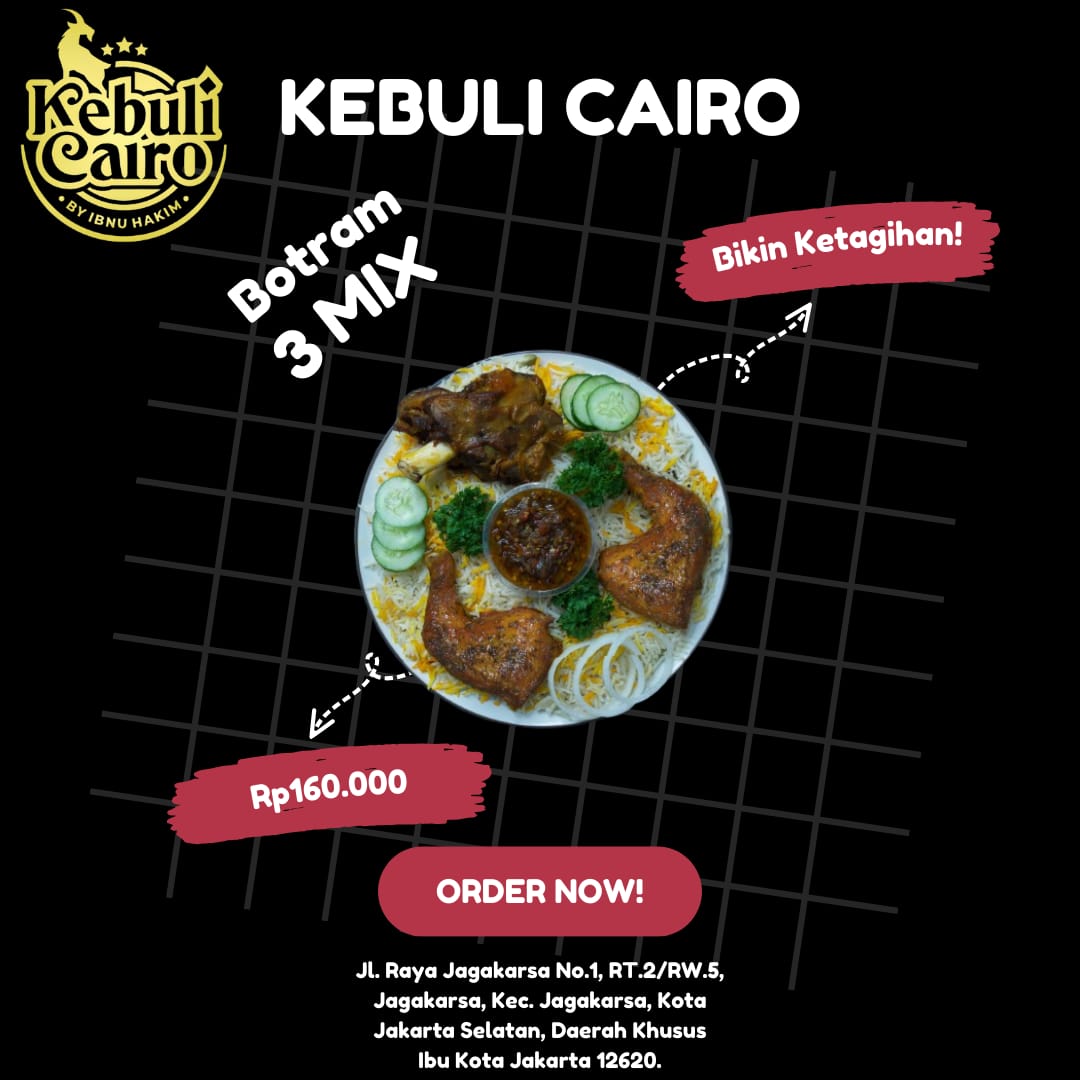 Kebuli
Cairo
• BY IBNU HAKIM •
KEBULI CAIRO
Botram
3 MIX
Bikin Ketagihan!
Rp160.000
ORDER NOW!
Jl. Raya Jagakarsa No.1, RT.2/RW.5,
Jagakarsa, Kec. Jagakarsa, Kota
Jakarta Selatan, Daerah Khusus
Ibu Kota Jakarta 12620.